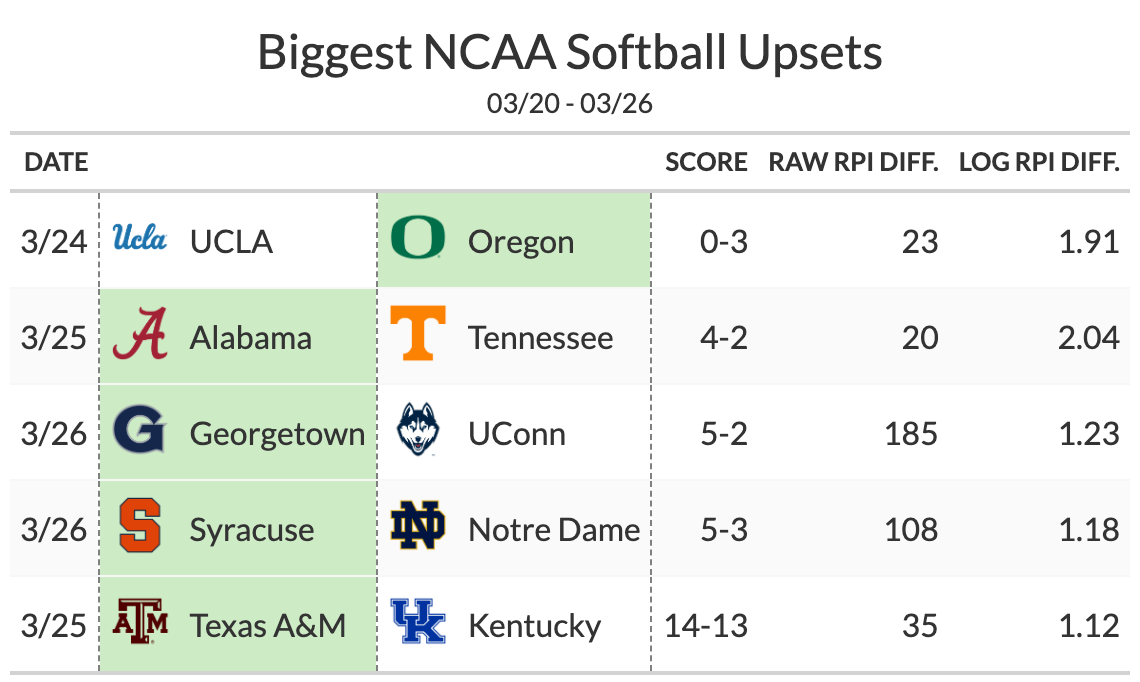 Biggest NCAA Softball Upsets
03/20 - 03/26
DATE SCORE RAW RPI DIFF. LOG RPI DIFF.
3/24 Ucla UCLA O Oregon 0-3 23 1.91
3/25 A Alabama T Tennessee 4-2 20 2.04
3/26 G Georgetown UConn 5-2 185 1.23
3/26 S Syracuse ND Notre Dame 5-3 108 1.18
3/25 ATM Texas A&M UK Kentucky 14-13 35 1.12